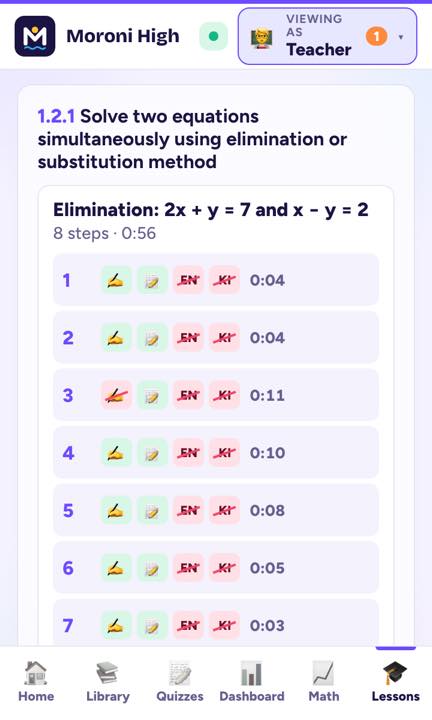 Moroni High
VIEWING
AS
Teacher
1
1.2.1 Solve two equations
simultaneously using elimination or
substitution method
Elimination: 2x + y = 7 and x − y = 2
8 steps · 0:56
1 EN KI 0:04
2 EN KI 0:04
3 EN KI 0:11
4 EN KI 0:10
5 EN KI 0:08
6 EN KI 0:05
7 EN KI 0:03
Home Library Quizzes Dashboard Math Lessons